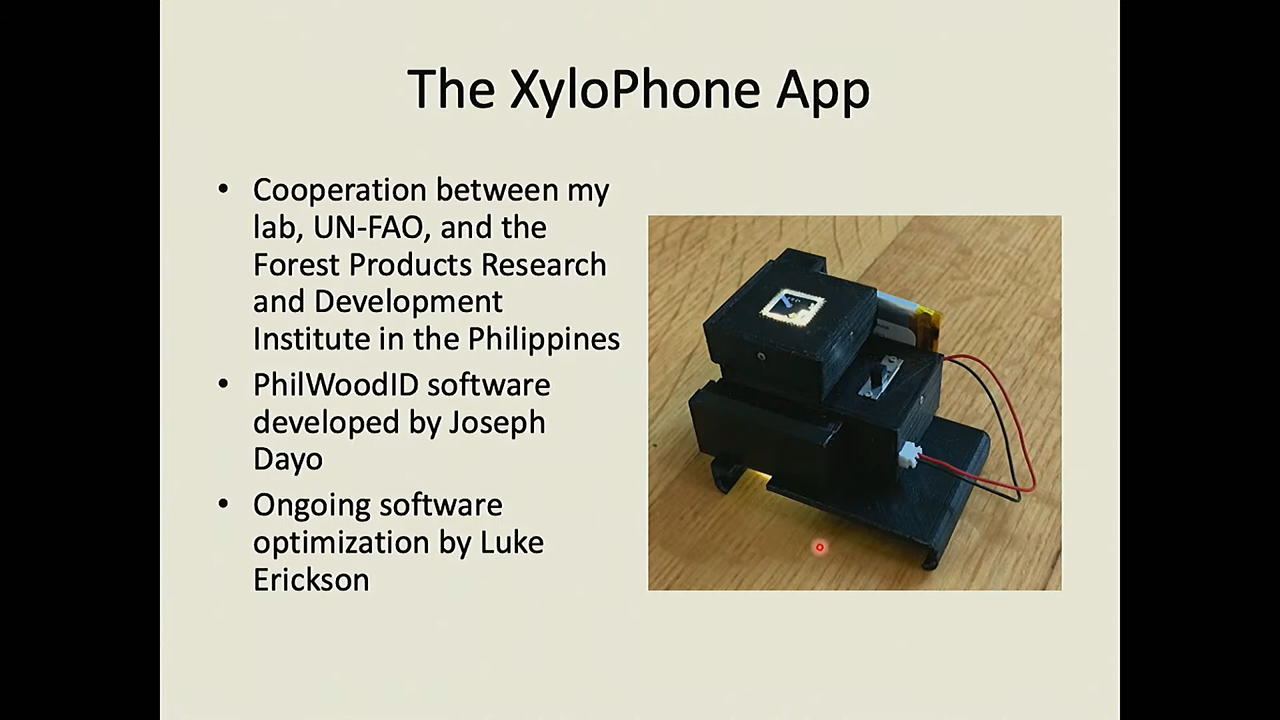 The XyloPhone App
• Cooperation between my
lab, UN-FAO, and the
Forest Products Research
and Development
Institute in the Philippines
• PhilWoodID software
developed by Joseph
Dayo
• Ongoing software
optimization by Luke
Erickson